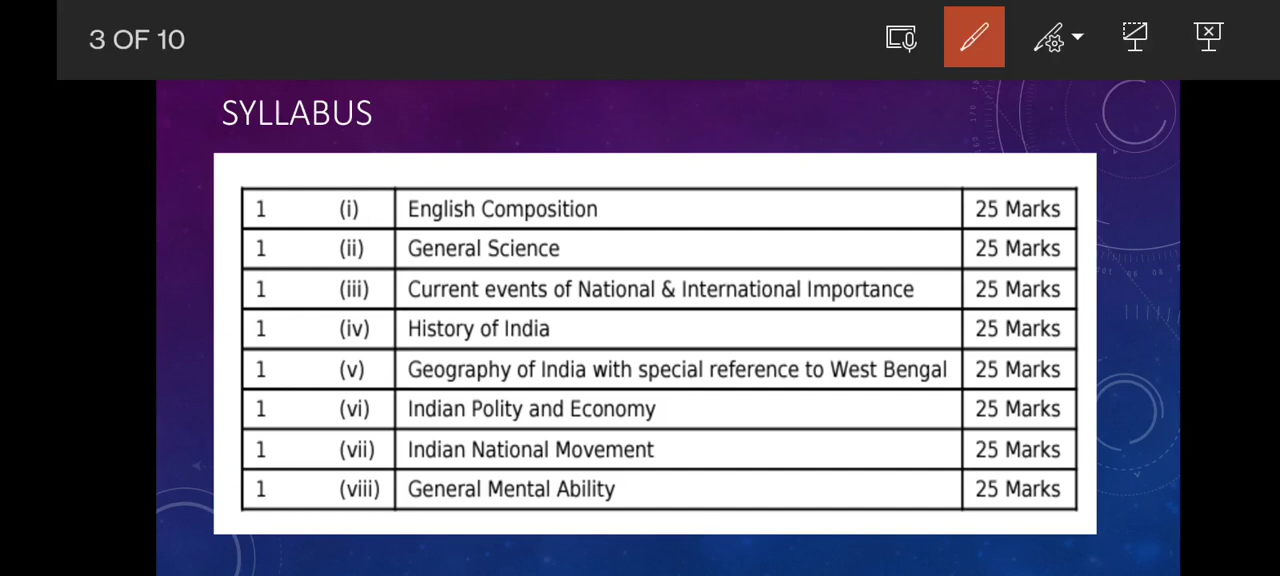 3 OF 10
SYLLABUS
1 (i) English Composition 25 Marks
1 (ii) General Science 25 Marks
1 (iii) Current events of National & International Importance 25 Marks
1 (iv) History of India 25 Marks
1 (v) Geography of India with special reference to West Bengal 25 Marks
1 (vi) Indian Polity and Economy 25 Marks
1 (vii) Indian National Movement 25 Marks
1 (viii) General Mental Ability 25 Marks